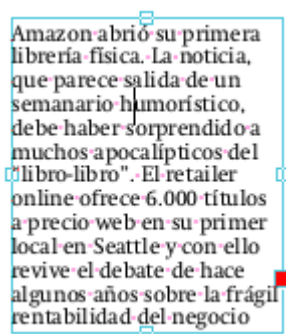 Amazon abrió su primera
librería física. La noticia,
que parece salida de un
semanario humorístico,
debe haber sorprendido a
muchos apocalípticos del
"libro-libro". El retailer
online ofrece 6.000 títulos
a precio web en su primer
local en Seattle y con ello
revive el debate de hace
algunos años sobre la frágil
rentabilidad del negocio